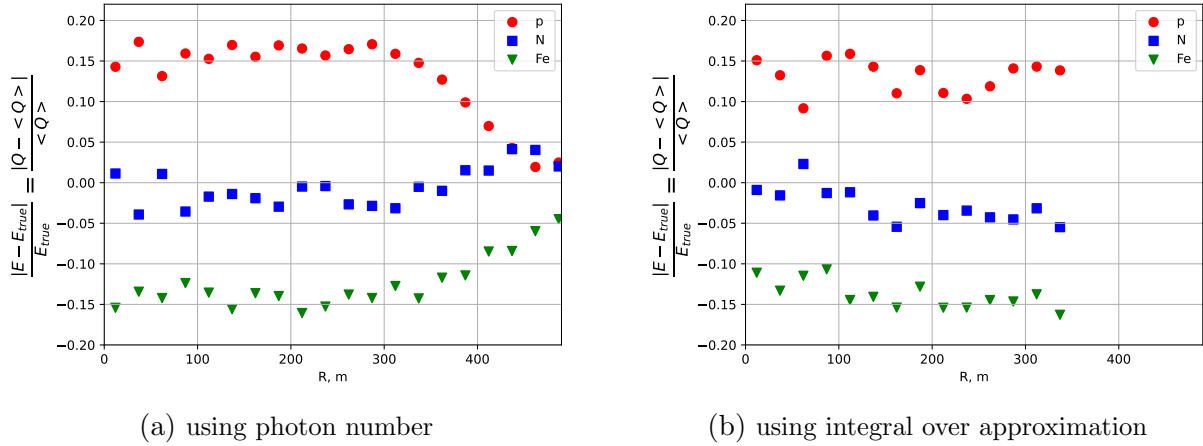 0.20
0.15
0.10
0.05
0.00
−0.05
−0.10
−0.15
−0.20
|E − E_true| / E_true = |Q − <Q>| / <Q>
0 100 200 300 400
R, m
p
N
Fe
(a) using photon number
0.20
0.15
0.10
0.05
0.00
−0.05
−0.10
−0.15
−0.20
|E − E_true| / E_true = |Q − <Q>| / <Q>
0 100 200 300 400
R, m
p
N
Fe
(b) using integral over approximation